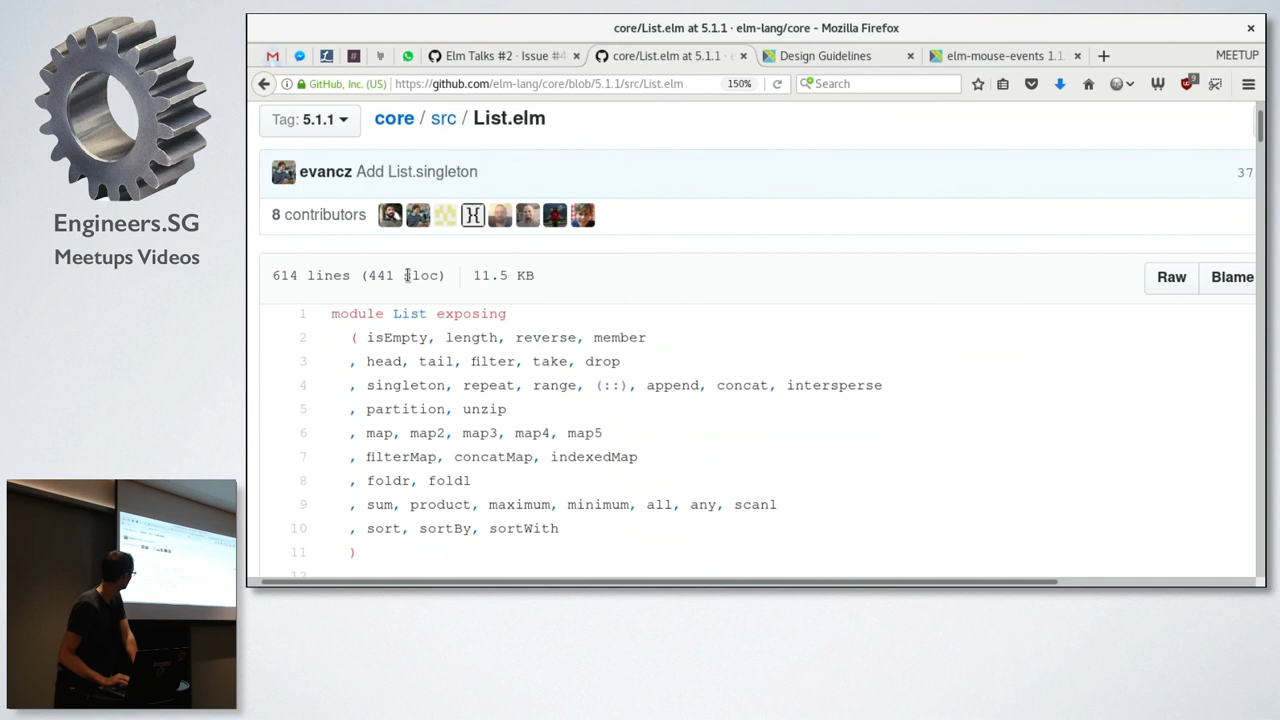 Engineers.SG
Meetups Videos
core/List.elm at 5.1.1 · elm-lang/core - Mozilla Firefox
Elm Talks #2 · Issue #4
core/List.elm at 5.1.1 ·
Design Guidelines
elm-mouse-events 1.1.
MEETUP
GitHub, Inc. (US)
https://github.com/elm-lang/core/blob/5.1.1/src/List.elm
150%
Search
9
Tag: 5.1.1
core / src / List.elm
evancz Add List.singleton
37
8 contributors
614 lines (441 sloc)
11.5 KB
Raw
Blame
1 module List exposing
2 ( isEmpty, length, reverse, member
3 , head, tail, filter, take, drop
4 , singleton, repeat, range, (::), append, concat, intersperse
5 , partition, unzip
6 , map, map2, map3, map4, map5
7 , filterMap, concatMap, indexedMap
8 , foldr, foldl
9 , sum, product, maximum, minimum, all, any, scanl
10 , sort, sortBy, sortWith
11 )
12